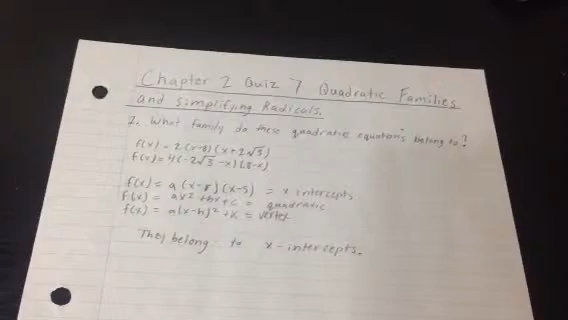 Chapter 2 Quiz 7 Quadratic Families
and Simplifying Radicals.
2. What family do these quadratic equations belong to?
f(x) = 2(x-8)(x+2√3)
f(x) = 4(-2√3-x)(8-x)
f(x) = a(x-r)(x-s) = x intercepts
f(x) = ax²+bx+c = quadratic
f(x) = a(x-h)²+k = vertex
They belong to x-intercepts.